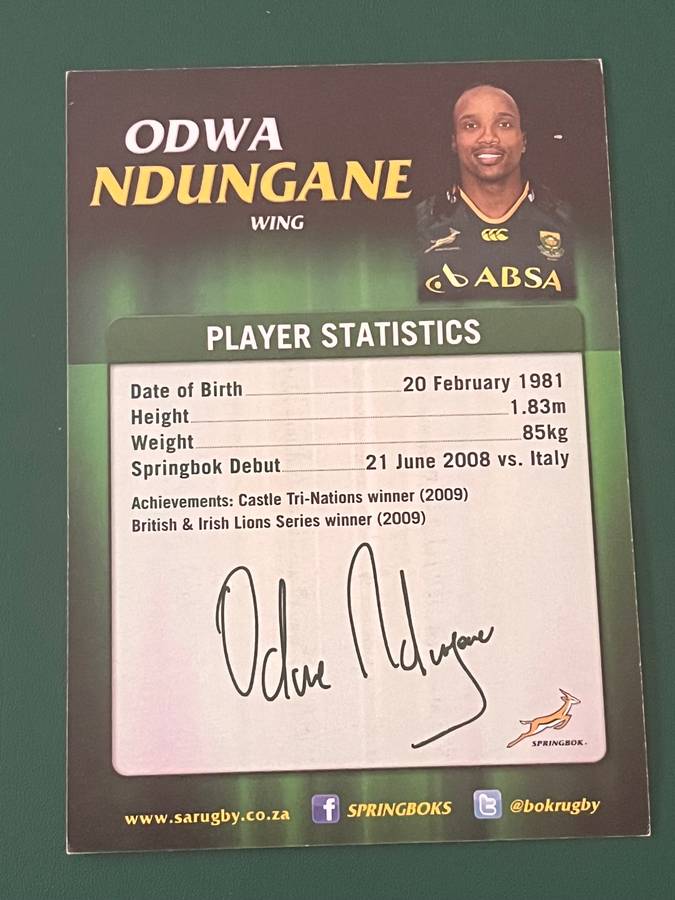 ODWA
NDUNGANE
WING
ABSA
PLAYER STATISTICS
Date of Birth 20 February 1981
Height 1.83m
Weight 85kg
Springbok Debut 21 June 2008 vs. Italy
Achievements: Castle Tri-Nations winner (2009)
British & Irish Lions Series winner (2009)
Odwa Ndungane
SPRINGBOK
www.sarugby.co.za f SPRINGBOKS t @bokrugby